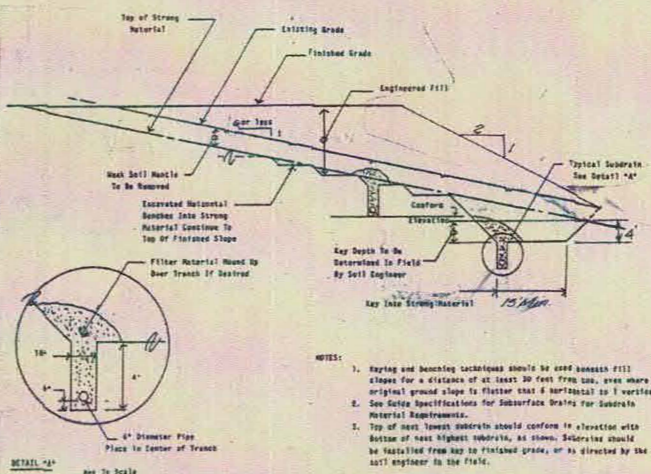 Top of Strong
Material
Existing Grade
Finished Grade
Engineered Fill
or less
1
2
1
Typical Subdrain
See Detail "A"
Weak Soil Mantle
To Be Removed
Excavated Horizontal
Benches Into Strong
Material Continue To
Top Of Finished Slope
Conform
Elevation
4'
Key Depth To Be
Determined In Field
By Soil Engineer
Key Into Strong Material
15' Min.
Filter Material Mound Up
Over Trench If Desired
18"
4'
6"
6" Diameter Pipe
Place in Center of Trench
DETAIL "A"
Not To Scale
NOTES:
1. Keying and benching techniques should be used beneath fill
slopes for a distance of at least 30 feet from toe, even where
original ground slope is flatter than 6 horizontal to 1 vertical
2. See Guide Specifications for Subsurface Drains for Subdrain
Material Requirements.
3. Top of next lowest subdrain should conform in elevation with
bottom of next highest subdrain, as shown. Subdrains should
be installed from key to finished grade, or as directed by the
soil engineer in the field.